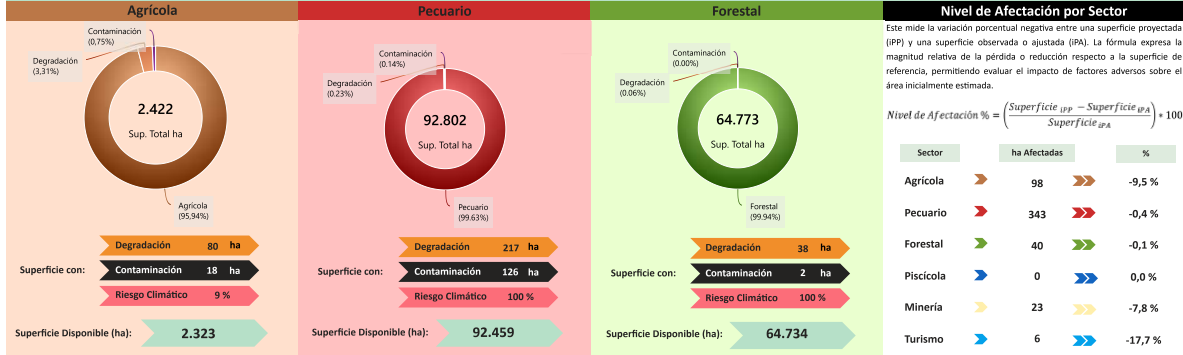 Agrícola
Contaminación
(0,75%)
Degradación
(3,31%)
2.422
Sup. Total ha
Agrícola
(95,94%)
Superficie con:
Degradación 80 ha
Contaminación 18 ha
Riesgo Climático 9 %
Superficie Disponible (ha): 2.323
Pecuario
Contaminación
(0.14%)
Degradación
(0.23%)
92.802
Sup. Total ha
Pecuario
(99.63%)
Superficie con:
Degradación 217 ha
Contaminación 126 ha
Riesgo Climático 100 %
Superficie Disponible (ha): 92.459
Forestal
Contaminación
(0.00%)
Degradación
(0.06%)
64.773
Sup. Total ha
Forestal
(99.94%)
Superficie con:
Degradación 38 ha
Contaminación 2 ha
Riesgo Climático 100 %
Superficie Disponible (ha): 64.734
Nivel de Afectación por Sector
Este mide la variación porcentual negativa entre una superficie proyectada
(iPP) y una superficie observada o ajustada (iPA). La fórmula expresa la
magnitud relativa de la pérdida o reducción respecto a la superficie de
referencia, permitiendo evaluar el impacto de factores adversos sobre el
área inicialmente estimada.
Nivel de Afectación % = (Superficie iPP − Superficie iPA / Superficie iPA) * 100
Sector ha Afectadas %
Agrícola 98 -9,5 %
Pecuario 343 -0,4 %
Forestal 40 -0,1 %
Piscícola 0 0,0 %
Minería 23 -7,8 %
Turismo 6 -17,7 %